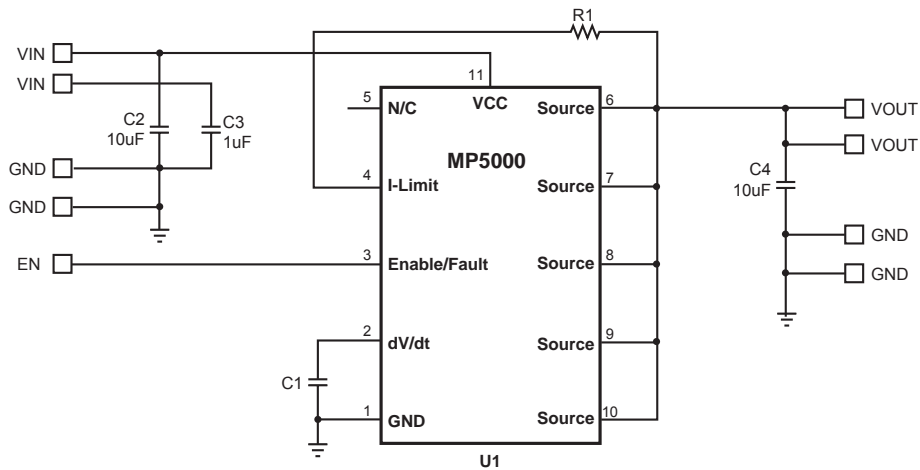 R1
VIN
VIN
C2
10uF
C3
1uF
GND
GND
EN
C1
11
VCC
5
N/C
MP5000
4
I-Limit
3
Enable/Fault
2
dV/dt
1
GND
Source
6
Source
7
Source
8
Source
9
Source
10
U1
VOUT
VOUT
C4
10uF
GND
GND